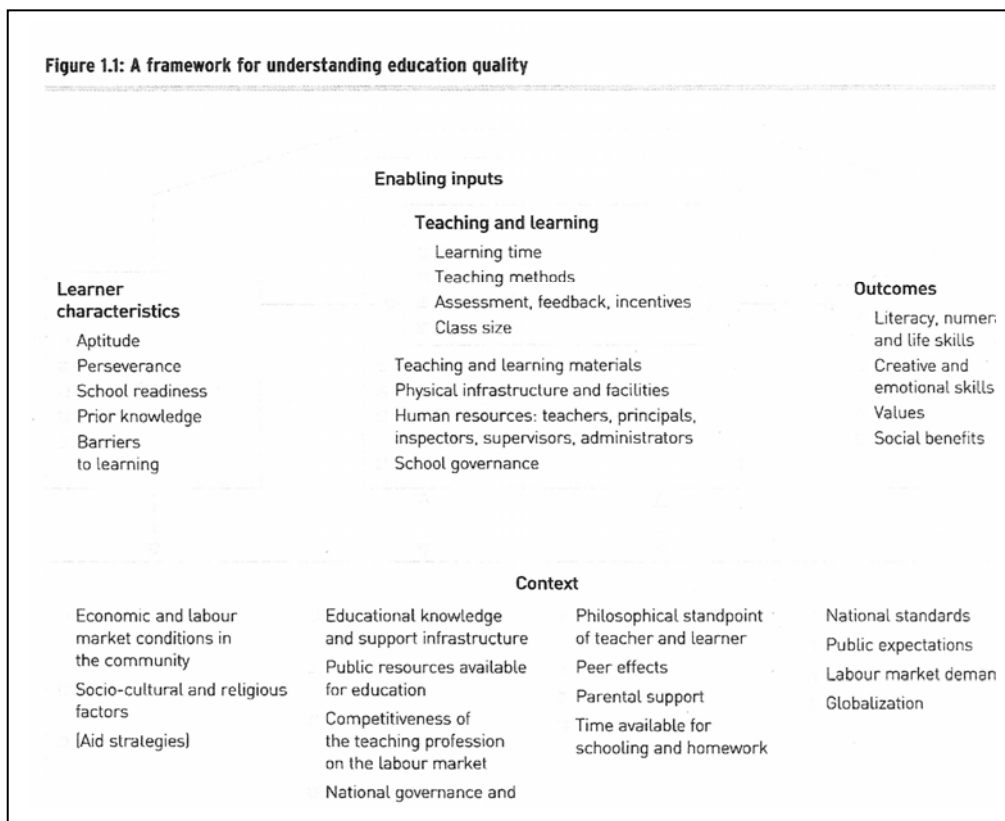 Figure 1.1: A framework for understanding education quality
Enabling inputs
Teaching and learning
Learning time
Teaching methods
Assessment, feedback, incentives
Class size
Teaching and learning materials
Physical infrastructure and facilities
Human resources: teachers, principals,
inspectors, supervisors, administrators
School governance
Learner
characteristics
Aptitude
Perseverance
School readiness
Prior knowledge
Barriers
to learning
Outcomes
Literacy, numera
and life skills
Creative and
emotional skills
Values
Social benefits
Context
Economic and labour
market conditions in
the community
Socio-cultural and religious
factors
(Aid strategies)
Educational knowledge
and support infrastructure
Public resources available
for education
Competitiveness of
the teaching profession
on the labour market
National governance and
Philosophical standpoint
of teacher and learner
Peer effects
Parental support
Time available for
schooling and homework
National standards
Public expectations
Labour market deman
Globalization